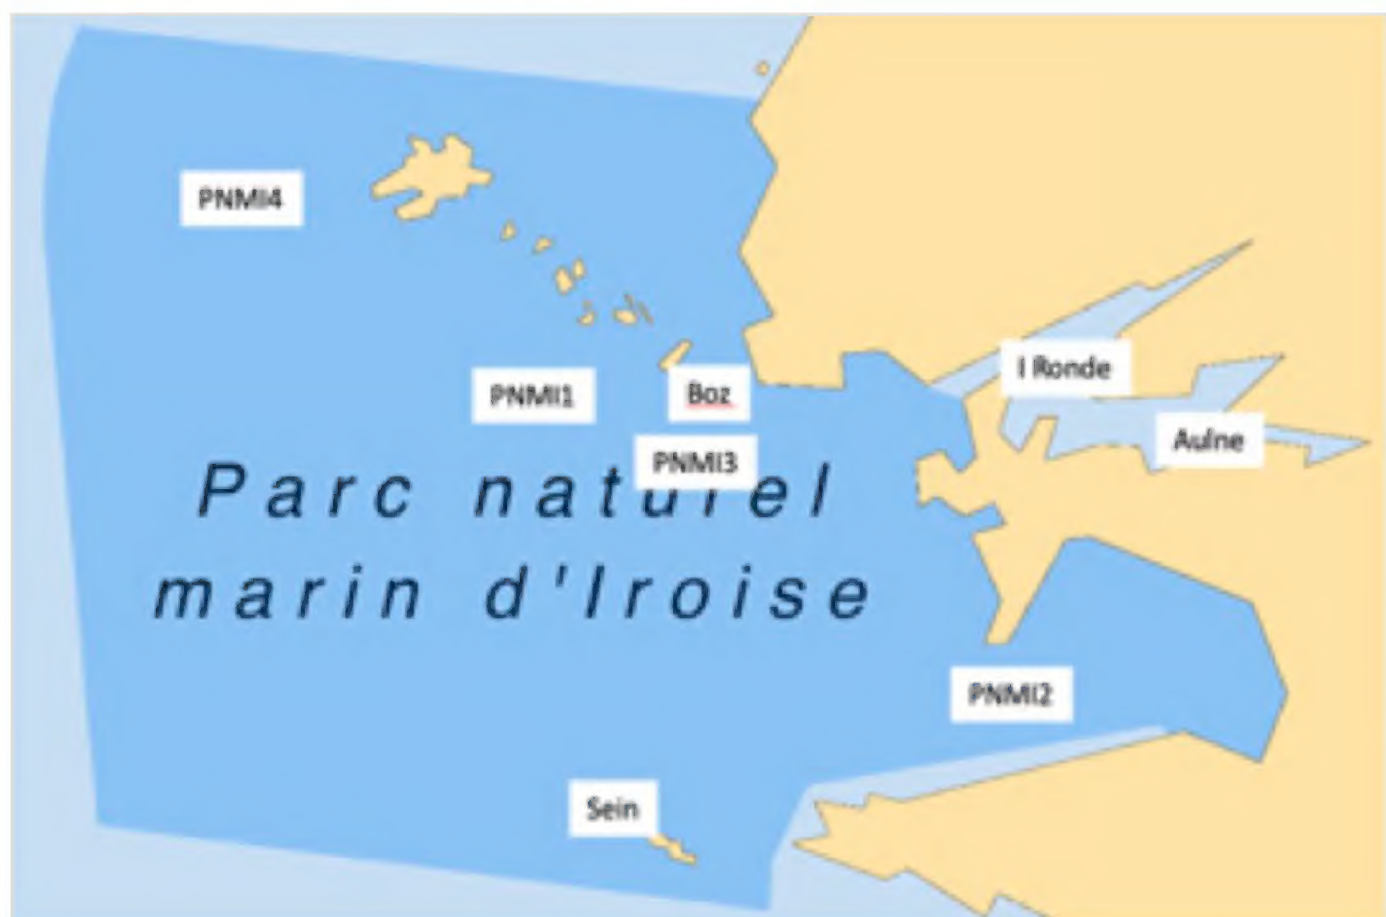 PNMI4
I Ronde
PNMI1
Boz
Aulne
PNMI3
Parc naturel
marin d'Iroise
PNMI2
Sein